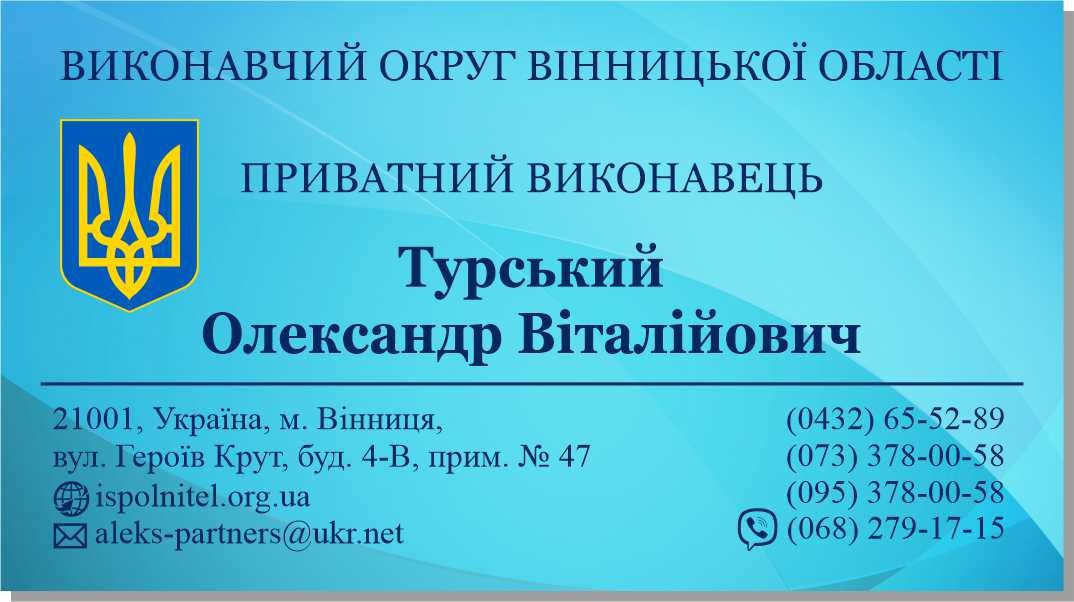 ВИКОНАВЧИЙ ОКРУГ ВІННИЦЬКОЇ ОБЛАСТІ
ПРИВАТНИЙ ВИКОНАВЕЦЬ
Турський
Олександр Віталійович
21001, Україна, м. Вінниця,
вул. Героїв Крут, буд. 4-В, прим. № 47
ispolnitel.org.ua
aleks-partners@ukr.net
(0432) 65-52-89
(073) 378-00-58
(095) 378-00-58
(068) 279-17-15